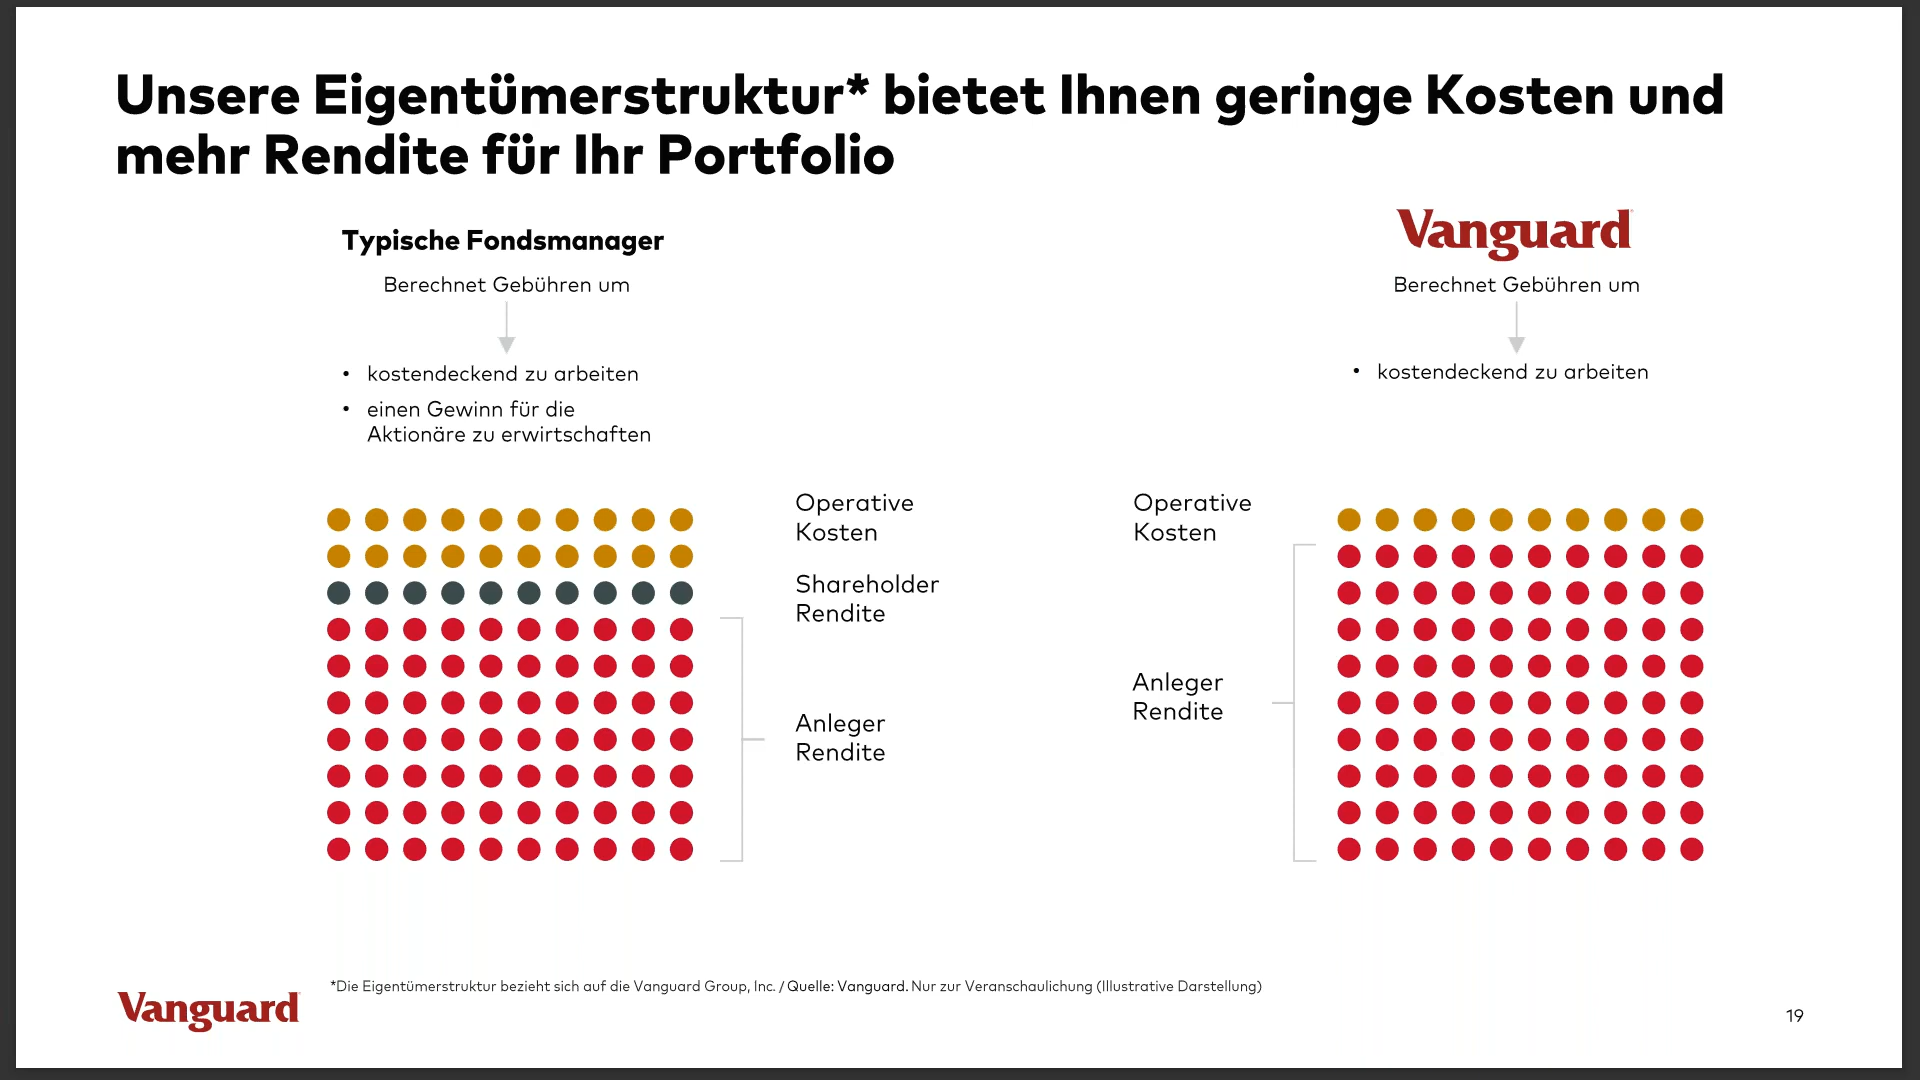 Unsere Eigentümerstruktur* bietet Ihnen geringe Kosten und
mehr Rendite für Ihr Portfolio
Typische Fondsmanager
Berechnet Gebühren um
• kostendeckend zu arbeiten
• einen Gewinn für die
Aktionäre zu erwirtschaften
Operative
Kosten
Shareholder
Rendite
Anleger
Rendite
Vanguard
Berechnet Gebühren um
• kostendeckend zu arbeiten
Operative
Kosten
Anleger
Rendite
*Die Eigentümerstruktur bezieht sich auf die Vanguard Group, Inc. / Quelle: Vanguard. Nur zur Veranschaulichung (Illustrative Darstellung)
Vanguard
19